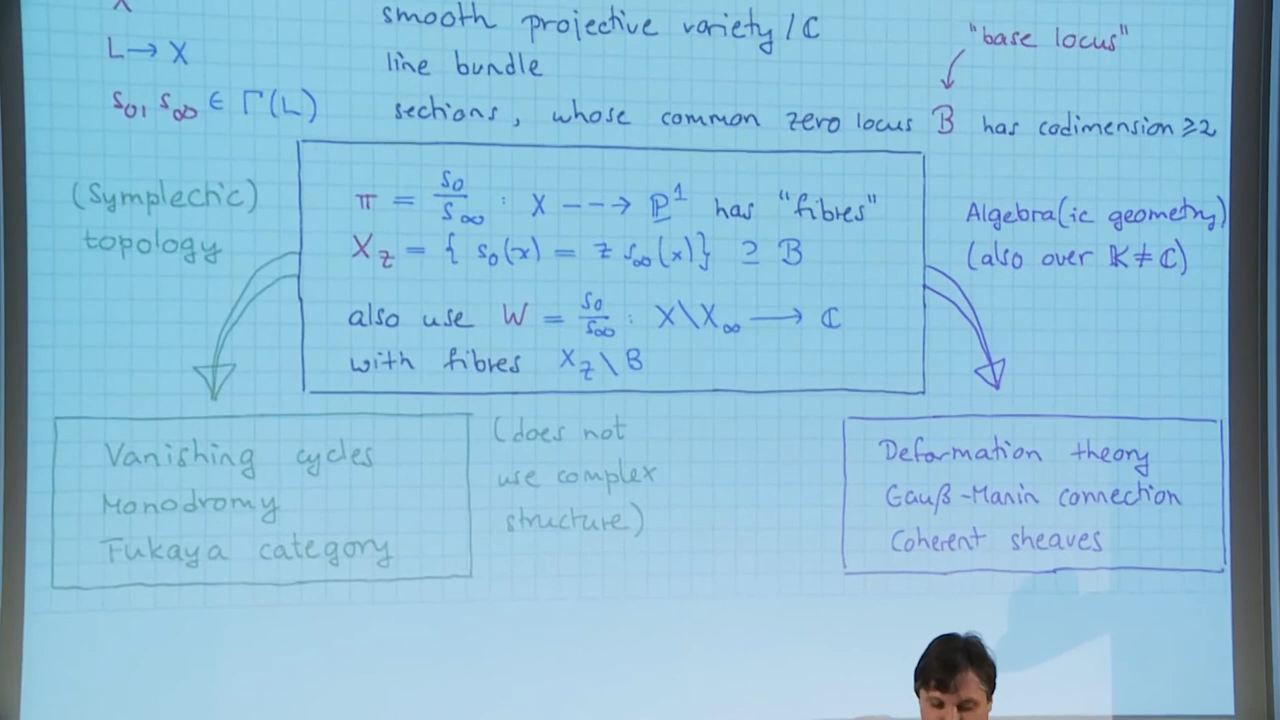 X smooth projective variety / C
"base locus"
L → X line bundle
s₀, s∞ ∈ Γ(L) sections, whose common zero locus B has codimension ≥ 2
(Symplectic) topology
π = s₀/s∞ : X ---> P¹ has "fibres"
X_z = { s₀(x) = z s∞(x) } ⊇ B
also use W = s₀/s∞ : X\X∞ ⟶ ℂ
with fibres X_z \ B
Algebra(ic geometry)
(also over K ≠ C)
Vanishing cycles
Monodromy
Fukaya category
(does not
use complex
structure)
Deformation theory
Gauß-Manin connection
Coherent sheaves